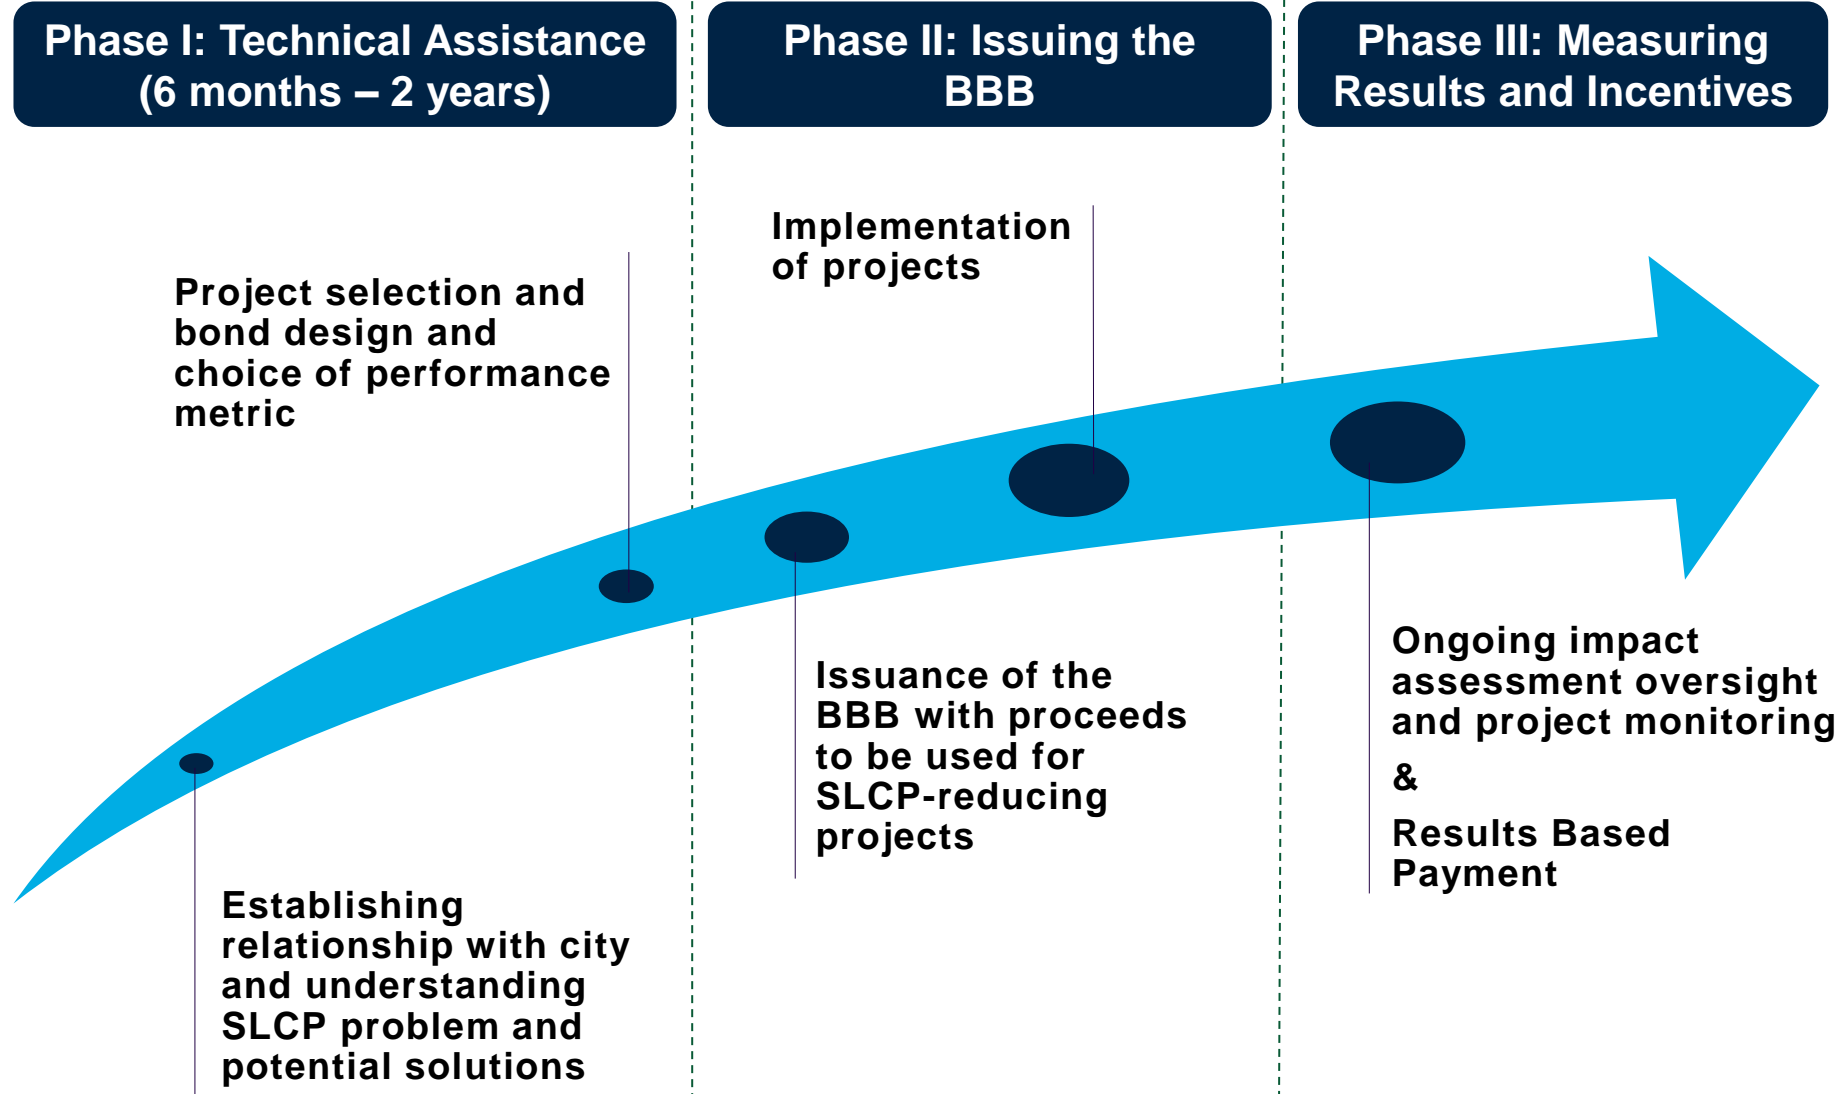 Phase I: Technical Assistance
(6 months – 2 years)
Phase II: Issuing the
BBB
Phase III: Measuring
Results and Incentives
Implementation
of projects
Project selection and
bond design and
choice of performance
metric
Issuance of the
BBB with proceeds
to be used for
SLCP-reducing
projects
Ongoing impact
assessment oversight
and project monitoring
&
Results Based
Payment
Establishing
relationship with city
and understanding
SLCP problem and
potential solutions